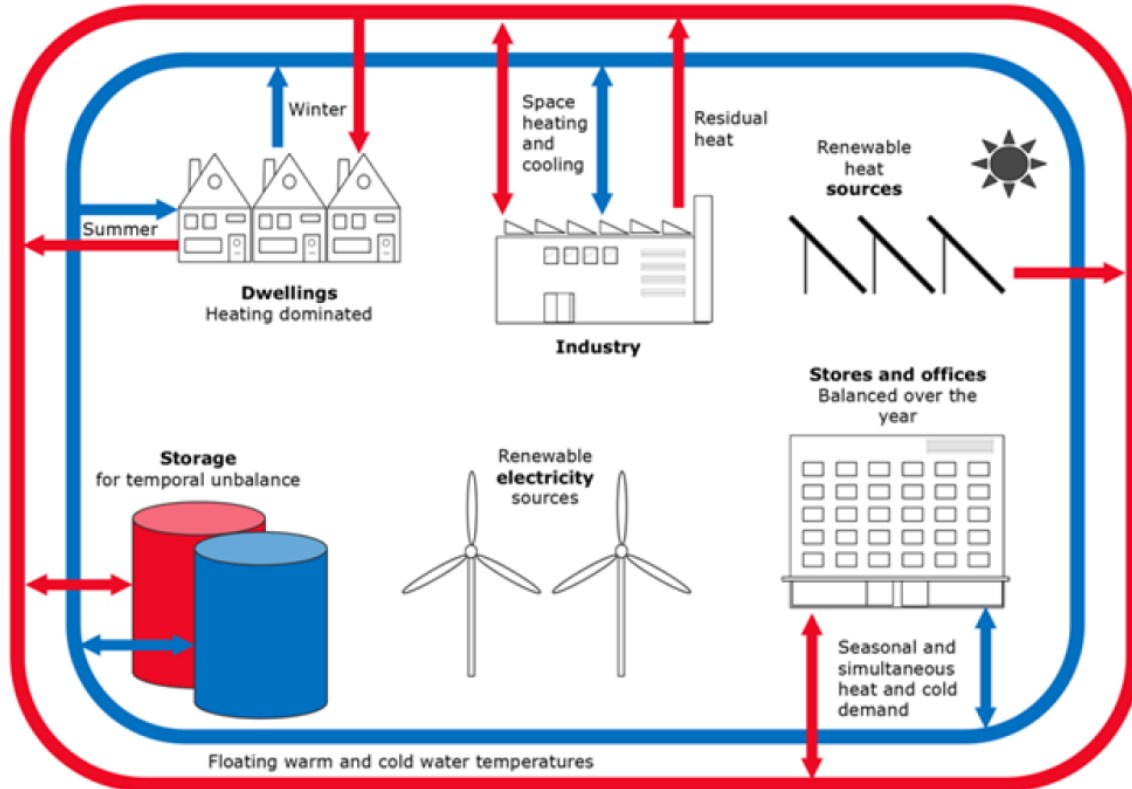 Winter
Space
heating
and
cooling
Residual
heat
Renewable
heat
sources
Summer
Dwellings
Heating dominated
Industry
Stores and offices
Balanced over the
year
Storage
for temporal unbalance
Renewable
electricity
sources
Seasonal and
simultaneous
heat and cold
demand
Floating warm and cold water temperatures